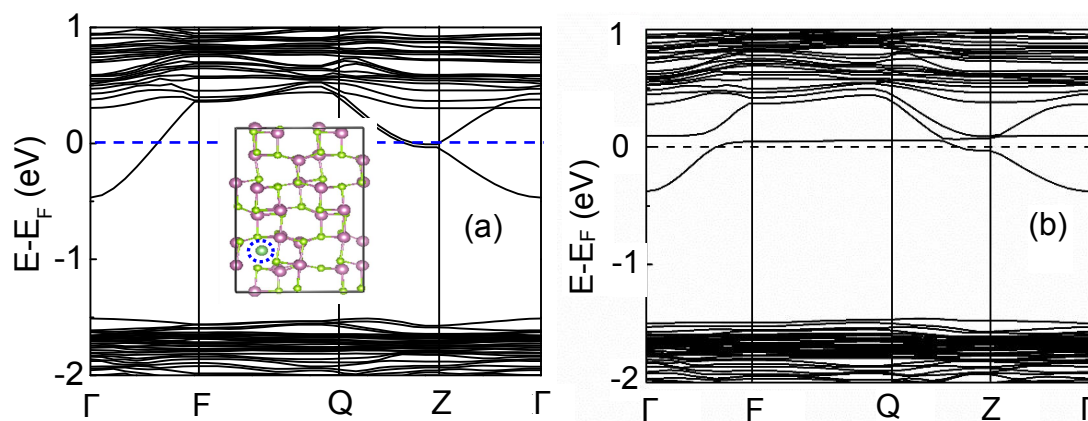 1
0
-1
-2
E-E_F (eV)
(a)
Γ F Q Z Γ
1
0
-1
-2
E-E_F (eV)
(b)
Γ F Q Z Γ